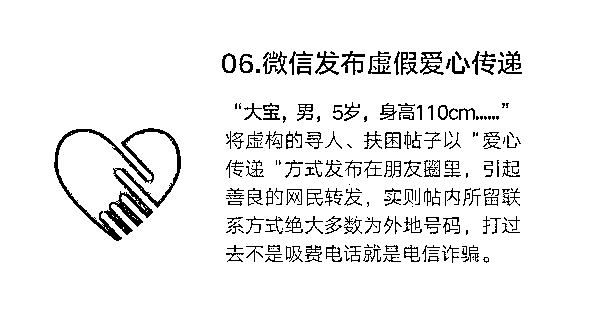 06.微信发布虚假爱心传递
“大宝，男，5岁，身高110cm……”
将虚构的寻人、扶困帖子以“爱心
传递“方式发布在朋友圈里，引起
善良的网民转发，实则帖内所留联
系方式绝大多数为外地号码，打过
去不是吸费电话就是电信诈骗。